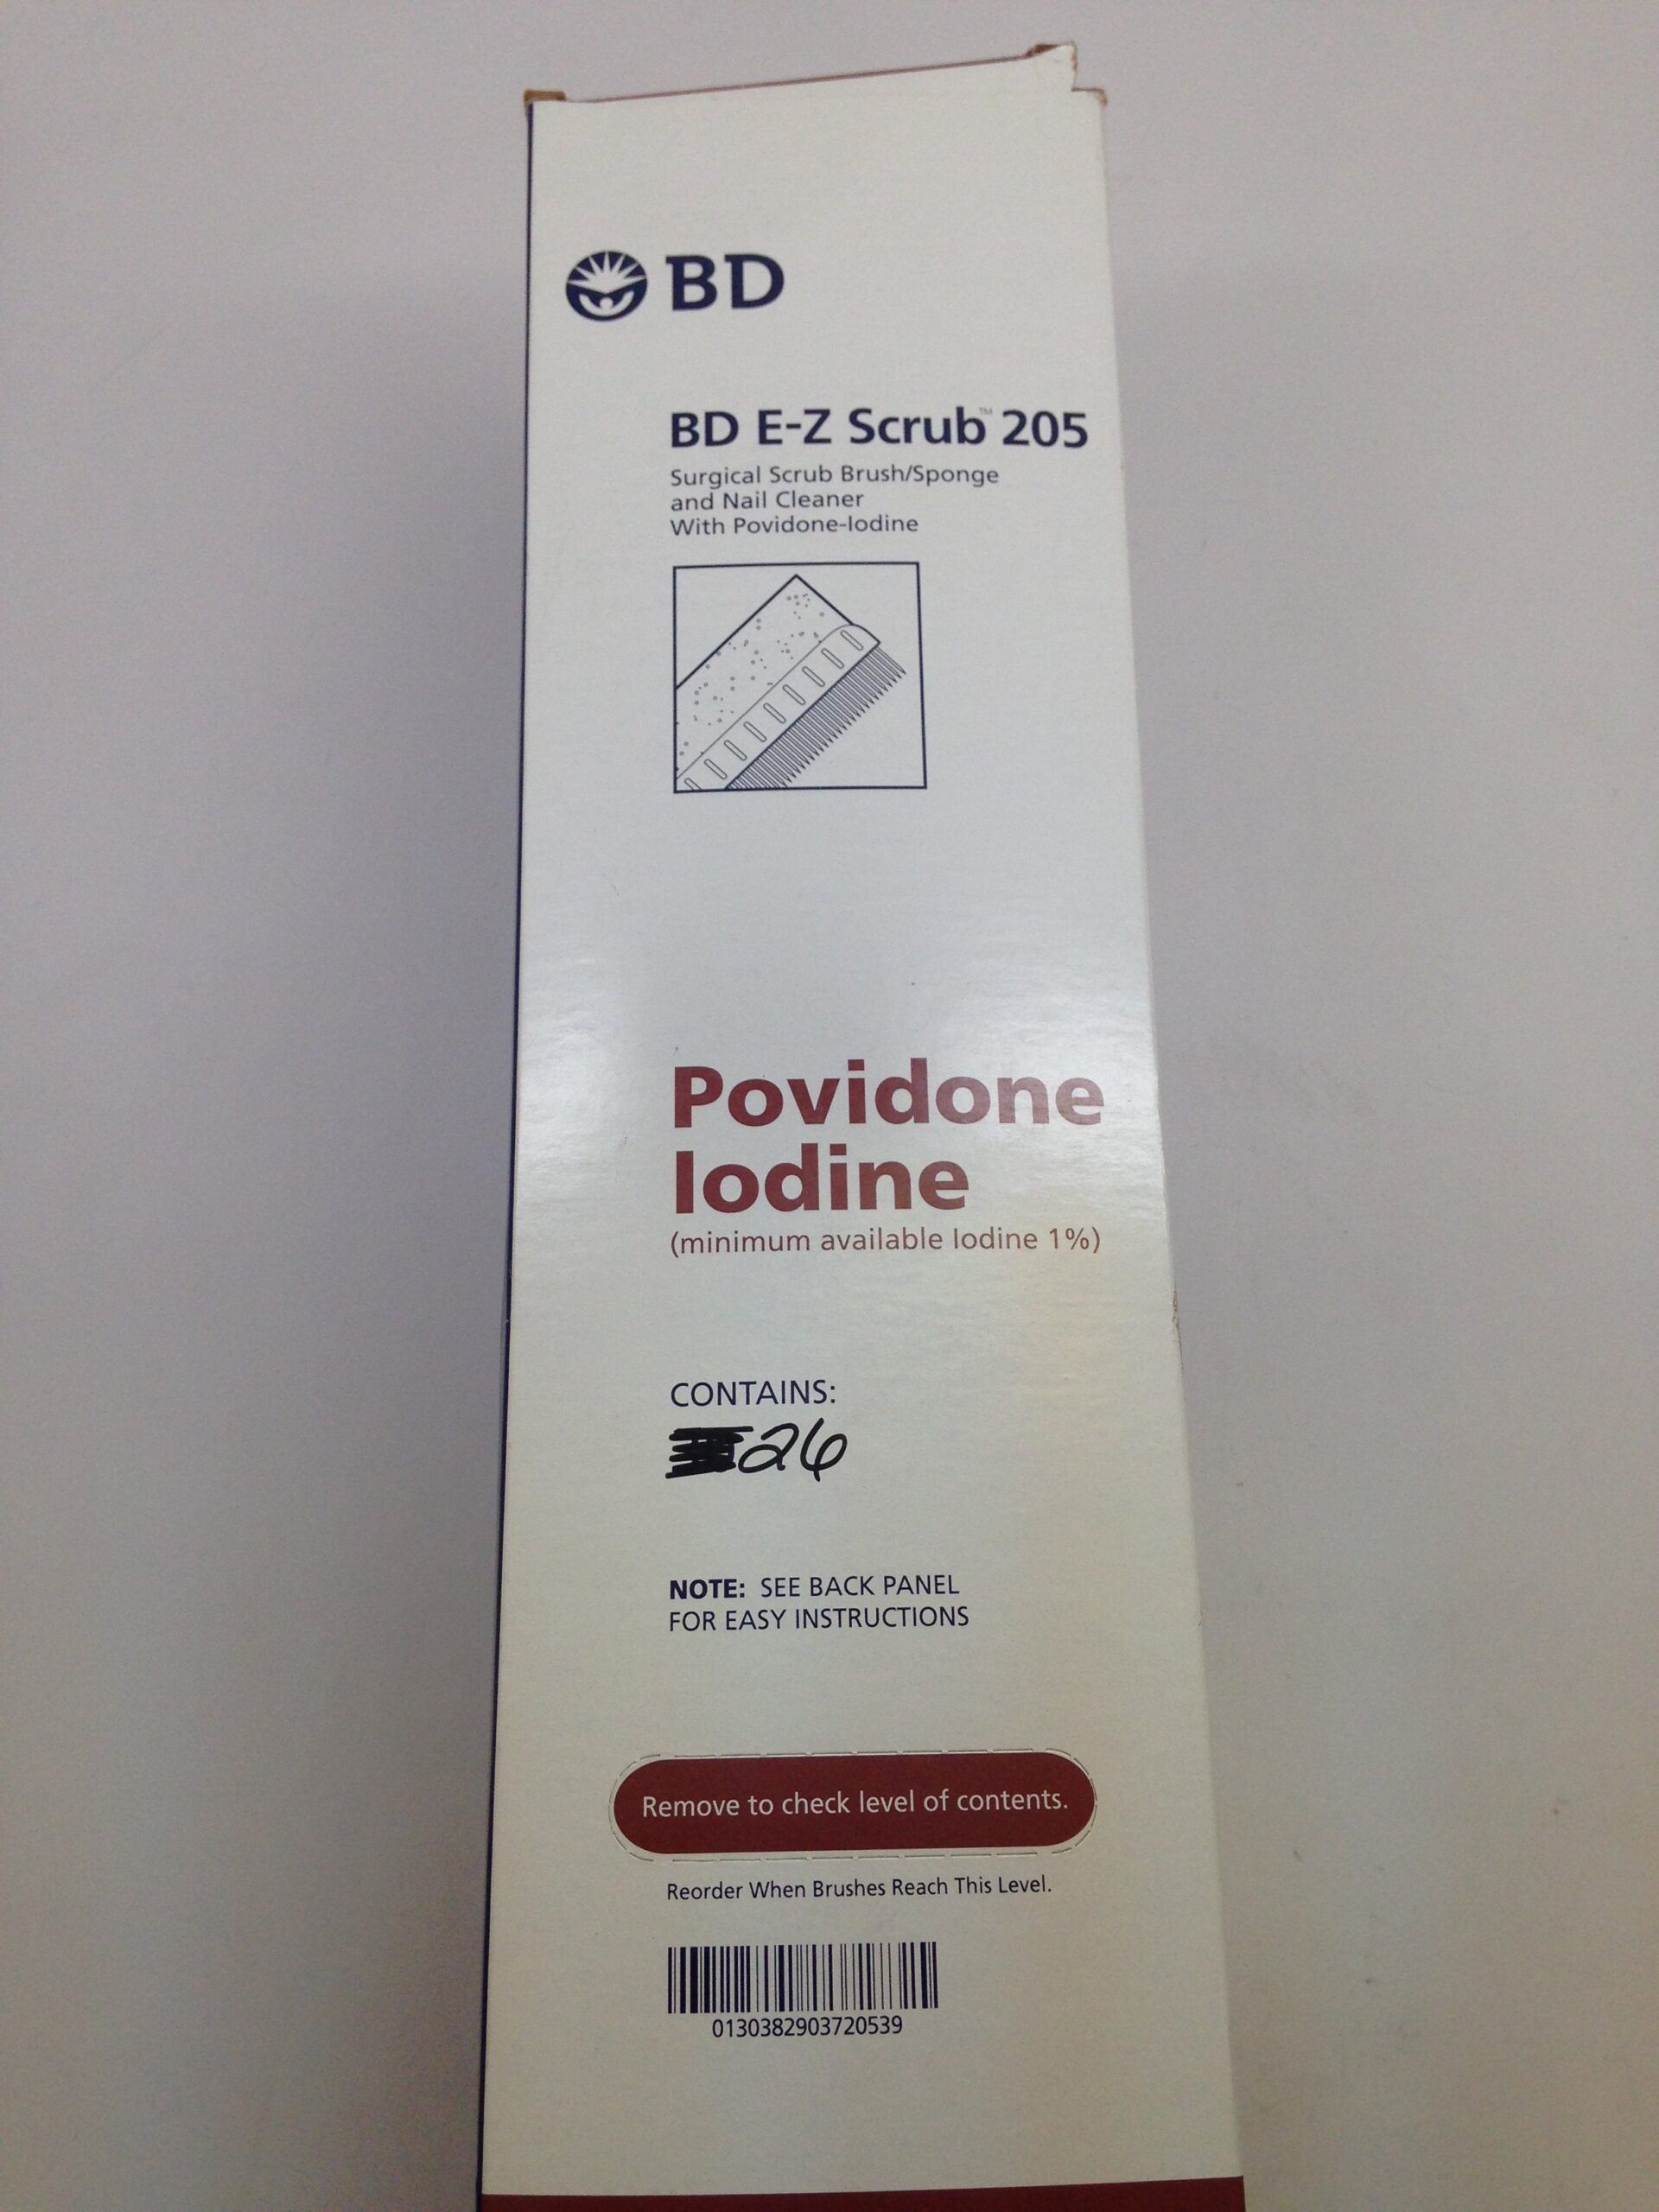 BD
BD E-Z Scrub™ 205
Surgical Scrub Brush/Sponge
and Nail Cleaner
With Povidone-Iodine
Povidone
Iodine
(minimum available Iodine 1%)
CONTAINS:
26
NOTE: SEE BACK PANEL
FOR EASY INSTRUCTIONS
Remove to check level of contents.
Reorder When Brushes Reach This Level.
0130382903720539